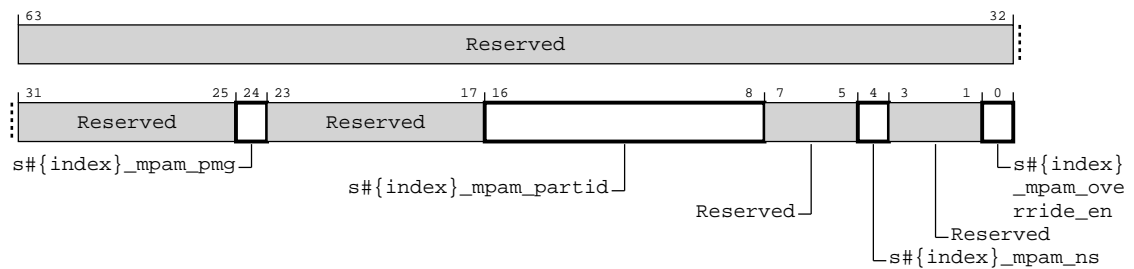 63 32
Reserved
31 25 24 23 17 16 8 7 5 4 3 1 0
Reserved Reserved
s#{index}_mpam_pmg
s#{index}_mpam_partid
Reserved
s#{index}
_mpam_ove
rride_en
Reserved
s#{index}_mpam_ns